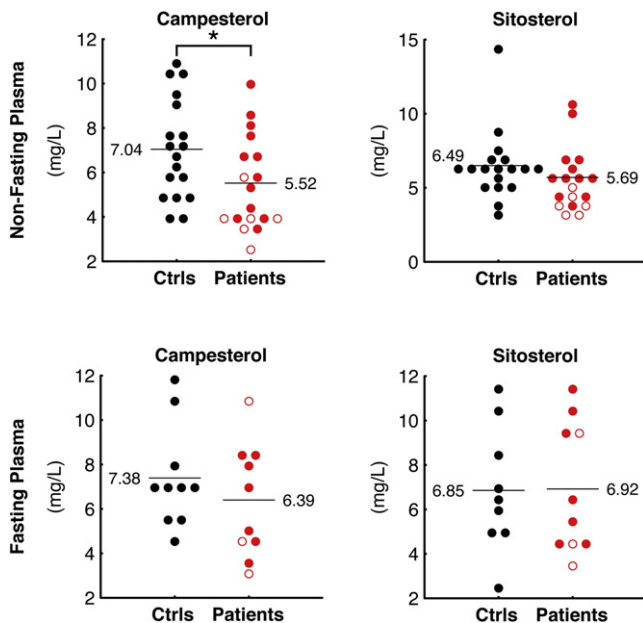 Campesterol
Sitosterol
Non-Fasting Plasma
(mg/L)
12
10
8
6
4
2
*
7.04
5.52
Ctrls Patients
(mg/L)
15
10
5
0
6.49
5.69
Ctrls Patients
Campesterol
Sitosterol
Fasting Plasma
(mg/L)
12
10
8
6
4
2
7.38
6.39
Ctrls Patients
(mg/L)
12
10
8
6
4
2
6.85
6.92
Ctrls Patients